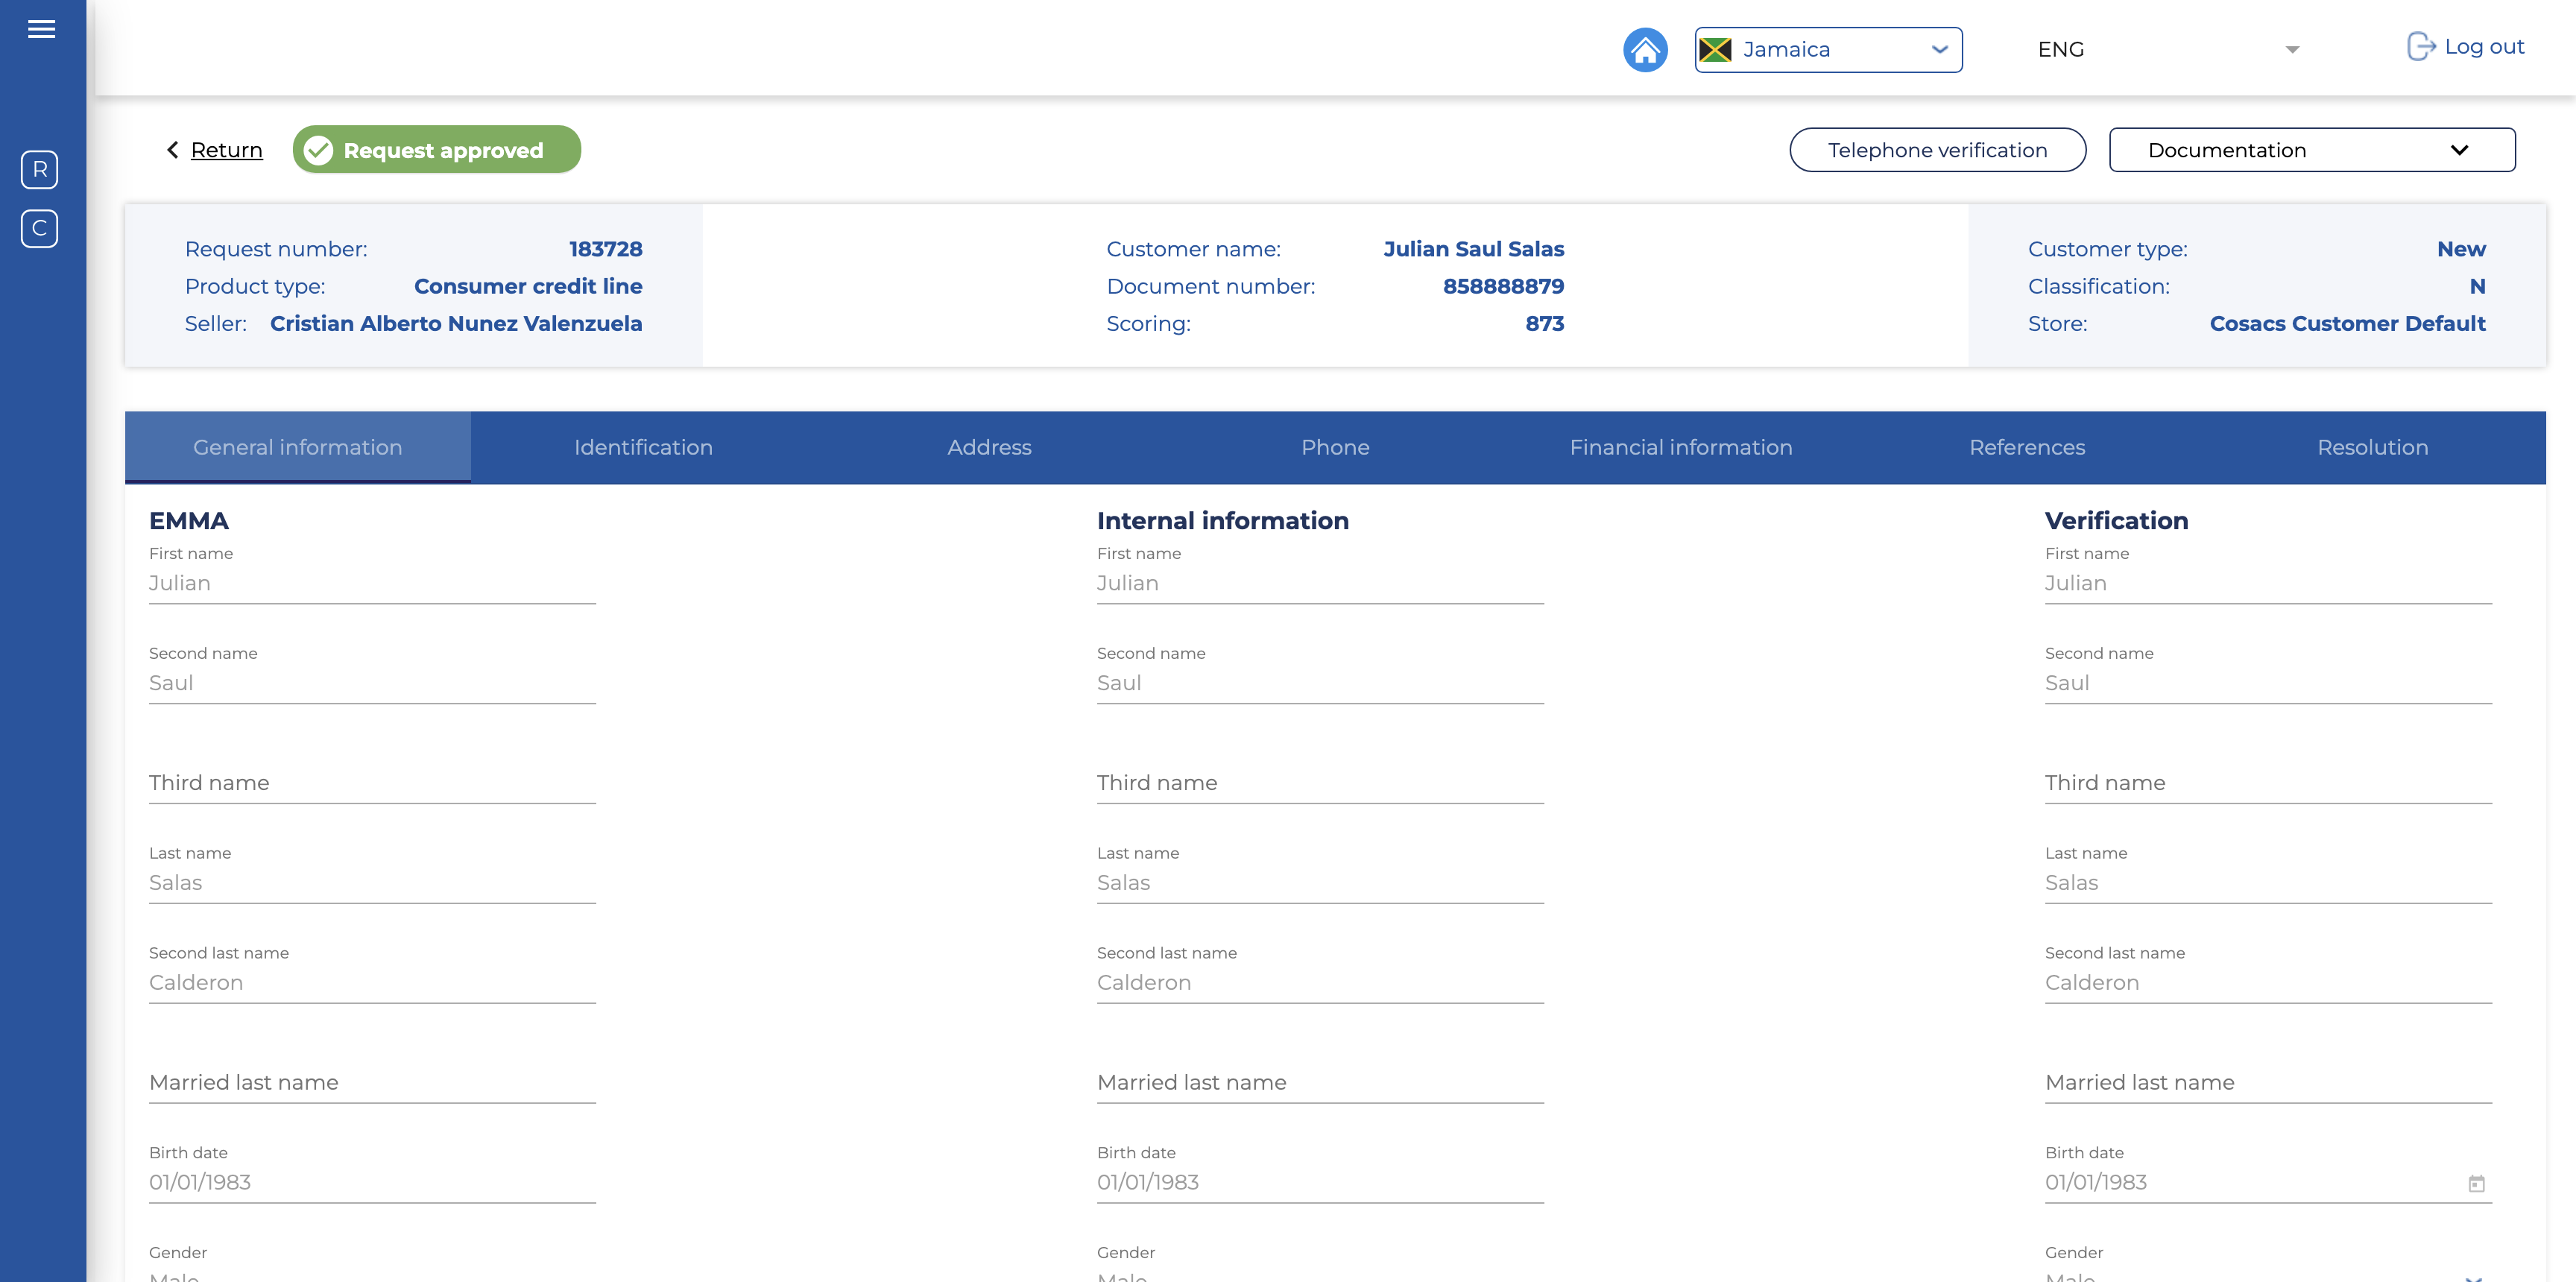 Jamaica ENG Log out
R
C
Return Request approved Telephone verification Documentation
Request number: 183728 Customer name: Julian Saul Salas Customer type: New
Product type: Consumer credit line Document number: 858888879 Classification: N
Seller: Cristian Alberto Nunez Valenzuela Scoring: 873 Store: Cosacs Customer Default
General information Identification Address Phone Financial information References Resolution
EMMA Internal information Verification
First name First name First name
Julian Julian Julian
Second name Second name Second name
Saul Saul Saul
Third name Third name Third name
Last name Last name Last name
Salas Salas Salas
Second last name Second last name Second last name
Calderon Calderon Calderon
Married last name Married last name Married last name
Birth date Birth date Birth date
01/01/1983 01/01/1983 01/01/1983
Gender Gender Gender
Male Male Male